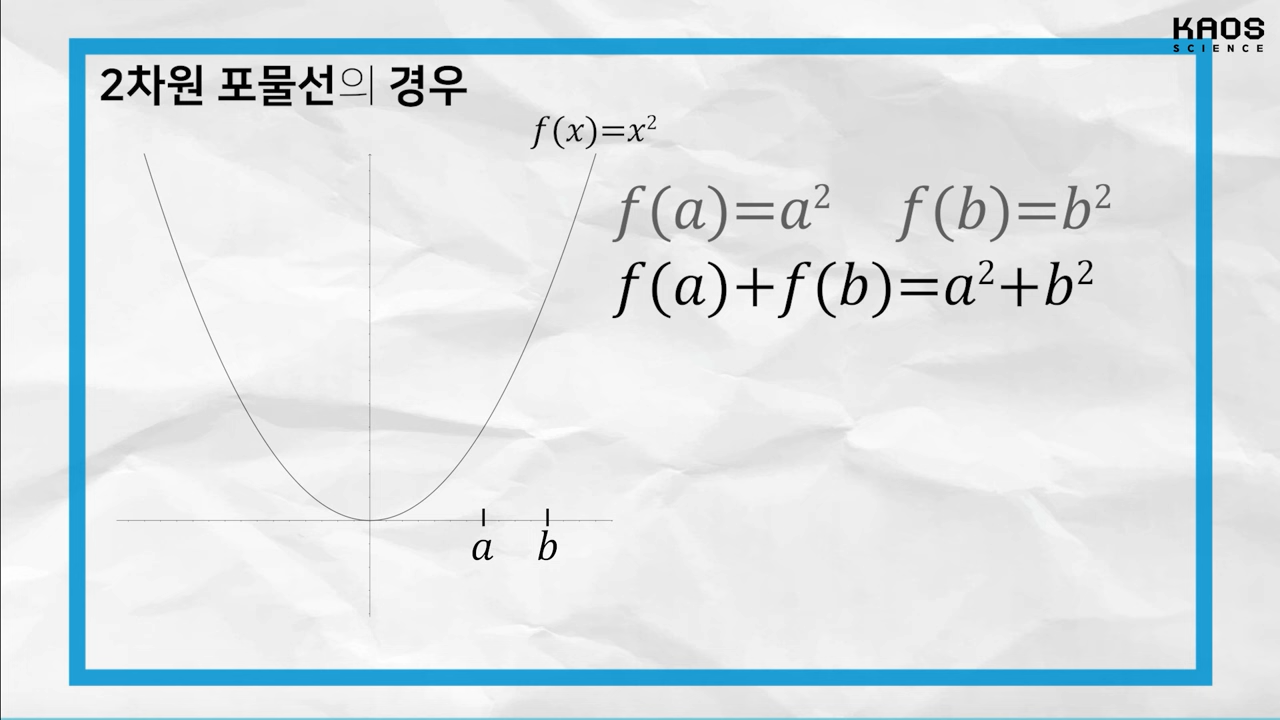 KAOS
SCIENCE
2차원 포물선의 경우
f(x)=x²
f(a)=a² f(b)=b²
f(a)+f(b)=a²+b²
a b